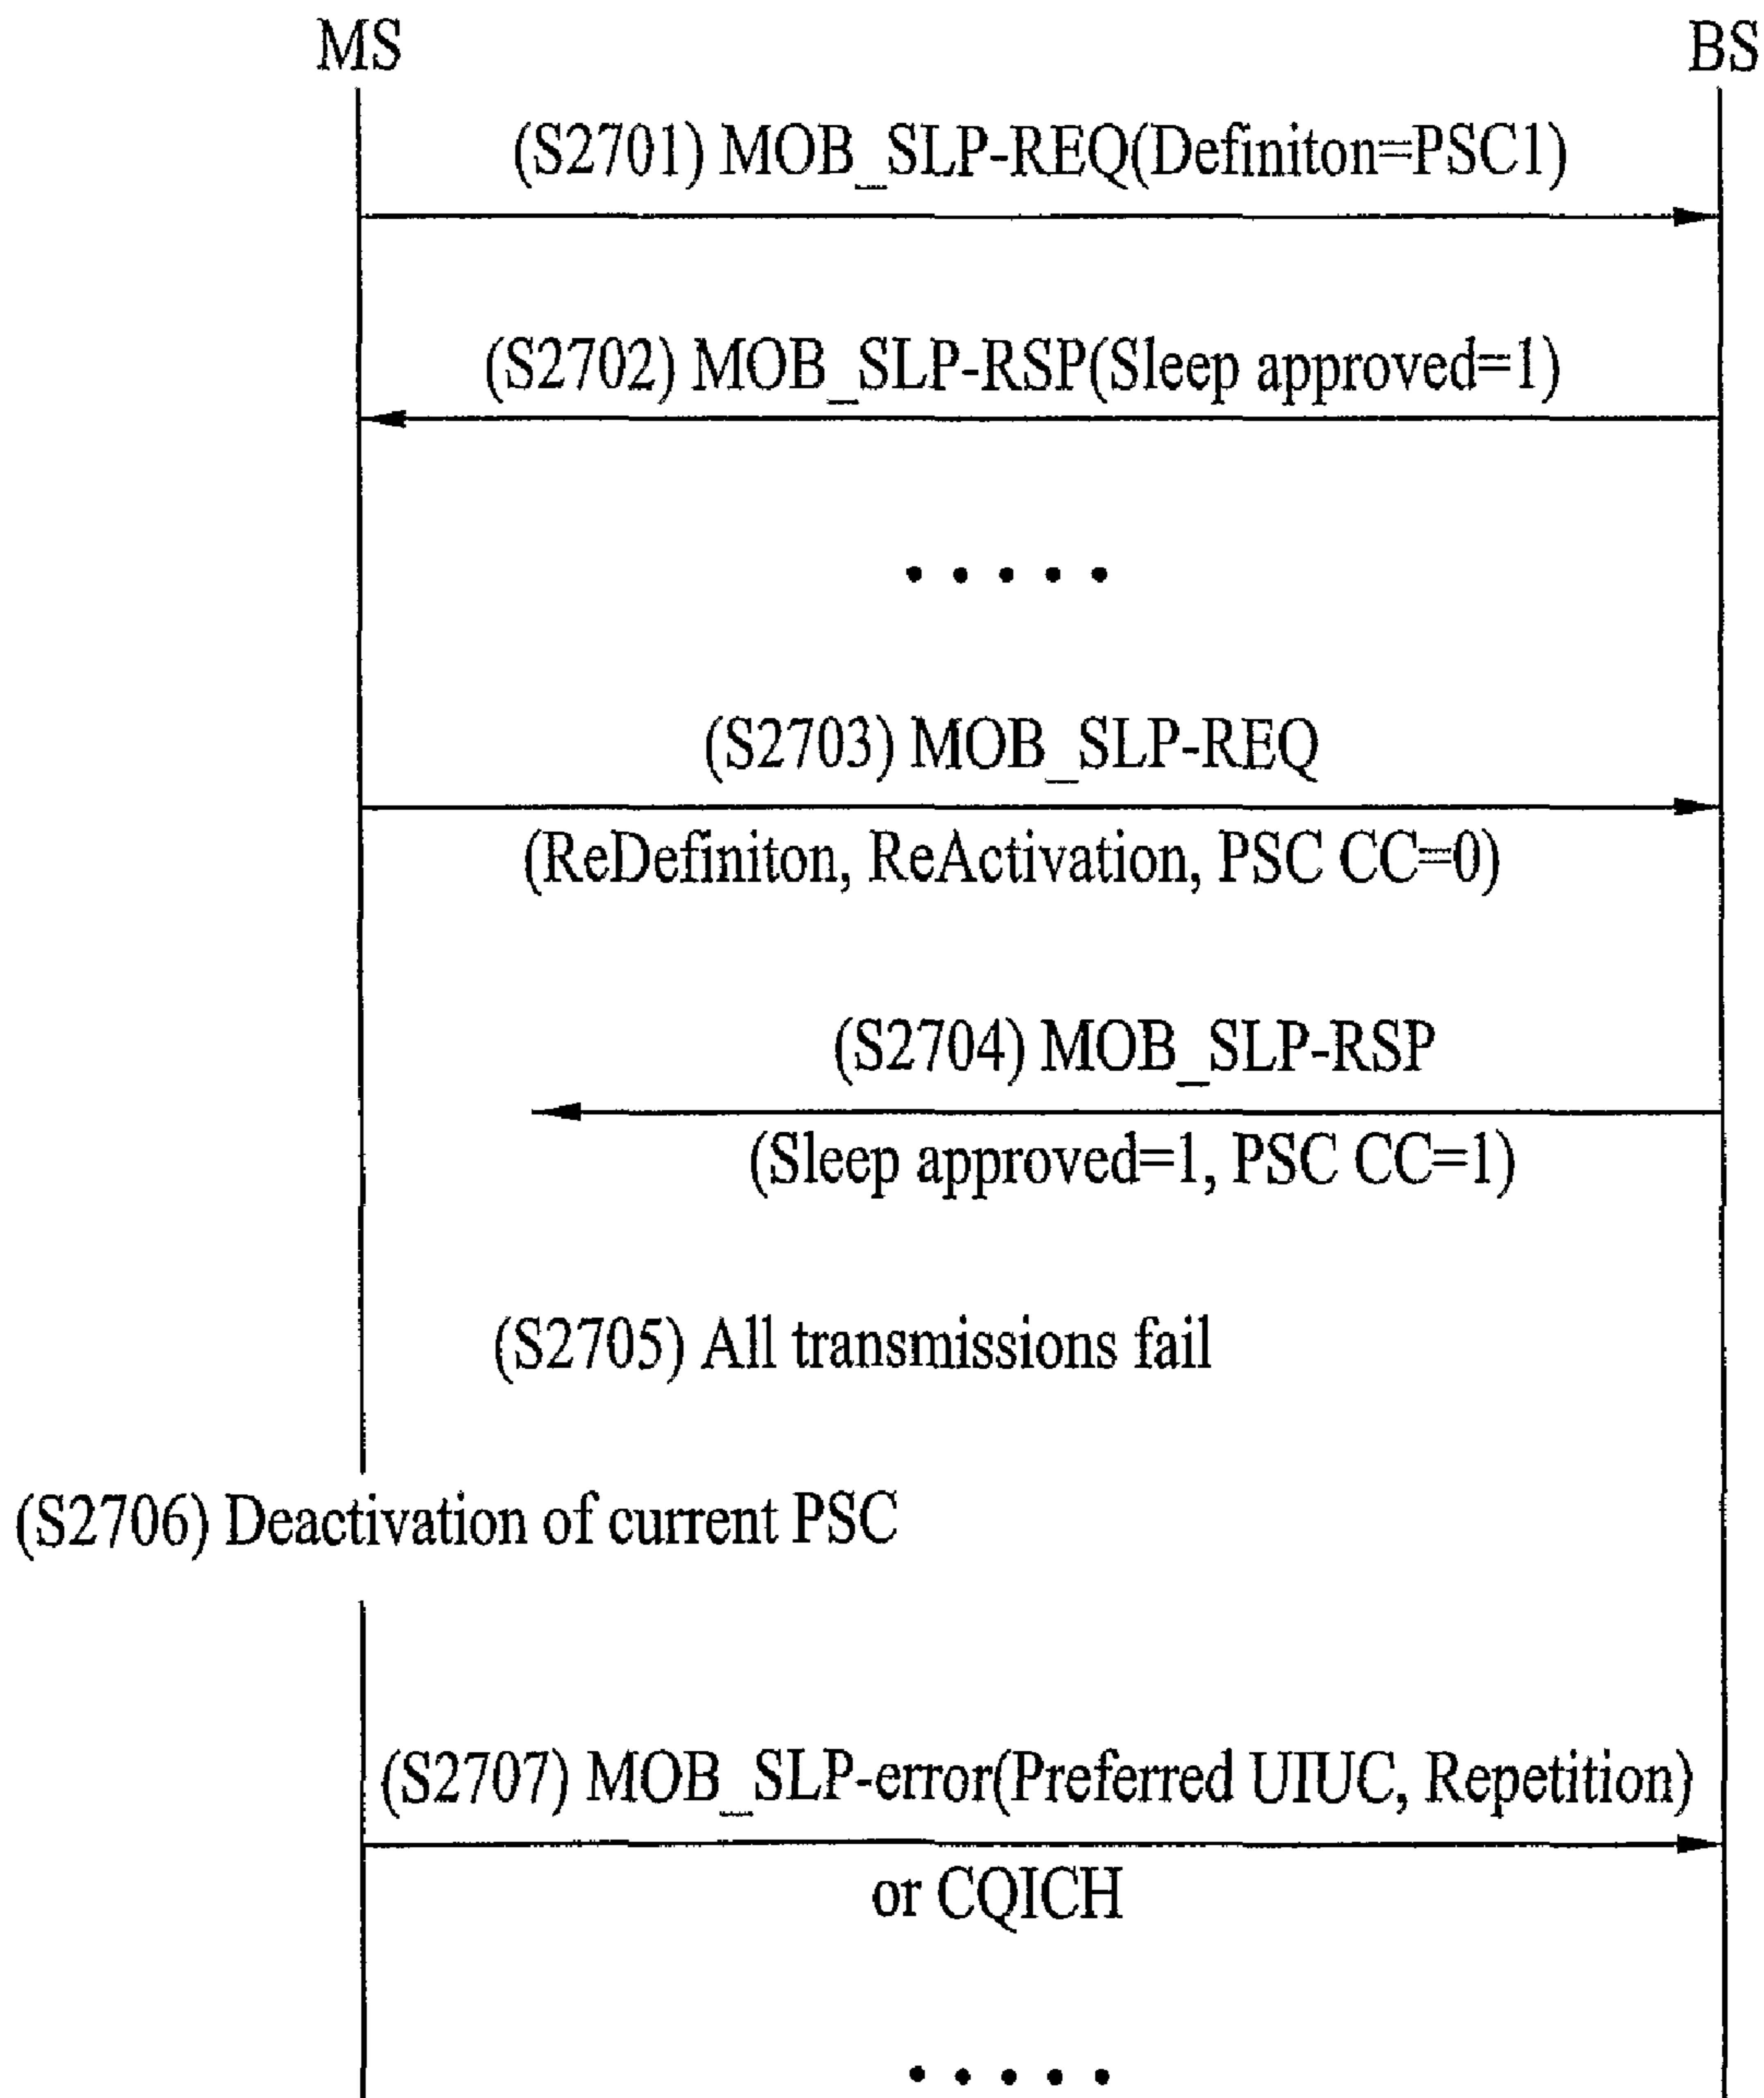 MS BS
(S2701) MOB_SLP-REQ(Definiton=PSC1)
(S2702) MOB_SLP-RSP(Sleep approved=1)
(S2703) MOB_SLP-REQ
(ReDefiniton, ReActivation, PSC CC=0)
(S2704) MOB_SLP-RSP
(Sleep approved=1, PSC CC=1)
(S2705) All transmissions fail
(S2706) Deactivation of current PSC
(S2707) MOB_SLP-error(Preferred UIUC, Repetition)
or CQICH